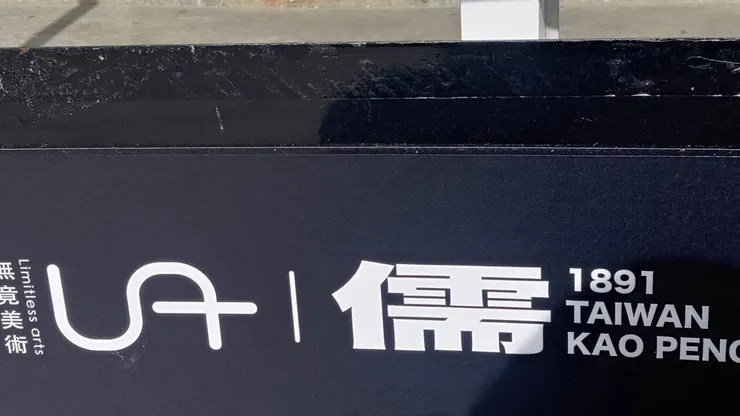 無竟美術
Limitless arts
儒
1891
TAIWAN
KAO PENG